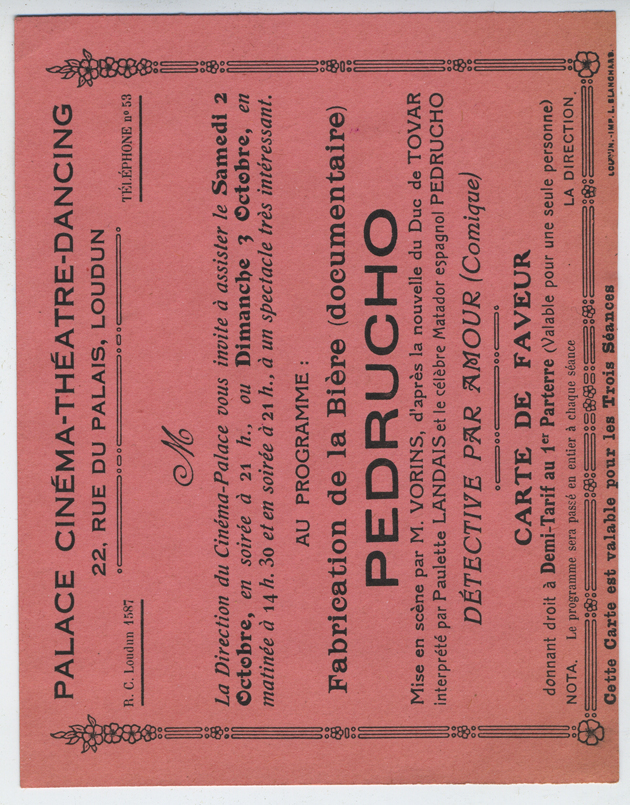 PALACE CINÉMA-THÉATRE-DANCING
22, RUE DU PALAIS, LOUDUN
R. C. Loudun 4587
TÉLÉPHONE nº 53
M
La Direction du Cinéma-Palace vous invite à assister le Samedi 2
Octobre, en soirée à 21 h., ou Dimanche 3 Octobre, en
matinée à 14 h. 30 et en soirée à 21 h., à un spectacle très intéressant.
AU PROGRAMME :
Fabrication de la Bière (documentaire)
PEDRUCHO
Mise en scène par M. VORINS, d'après la nouvelle du Duc de TOVAR
interprété par Paulette LANDAIS et le célèbre Matador espagnol PEDRUCHO
DÉTECTIVE PAR AMOUR (Comique)
CARTE DE FAVEUR
donnant droit à Demi-Tarif au 1er Parterre (Valable pour une seule personne)
NOTA. Le programme sera passé en entier à chaque séance
LA DIRECTION.
Cette Carte est valable pour les Trois Séances
LOUDUN. - IMP. L. BLANCHARD.